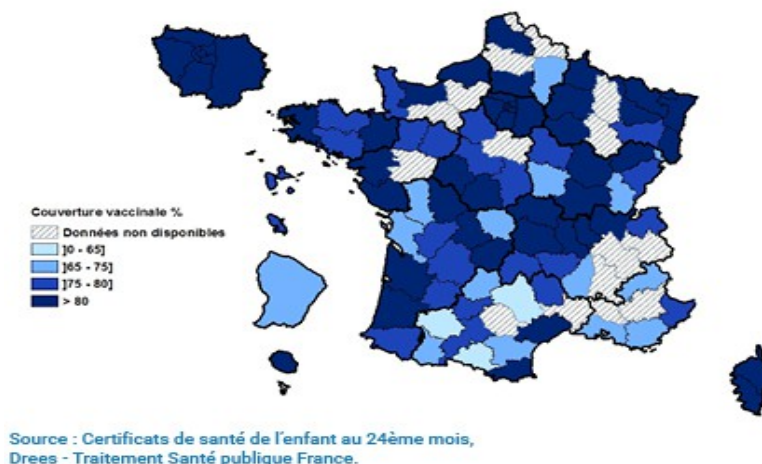 Couverture vaccinale %
Données non disponibles
]0 - 65]
]65 - 75]
]75 - 80]
> 80
Source : Certificats de santé de l'enfant au 24ème mois,
Drees - Traitement Santé publique France.